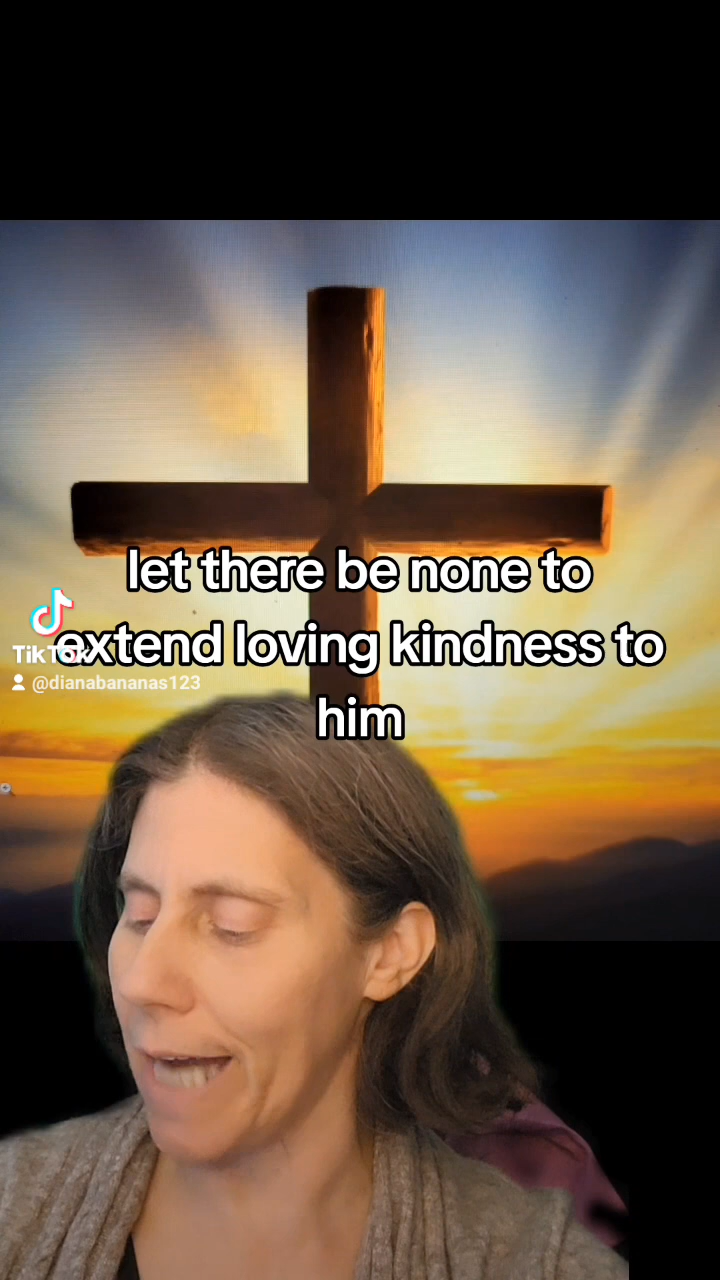 let there be none to
extend loving kindness to
him
TikTok
@dianabananas123